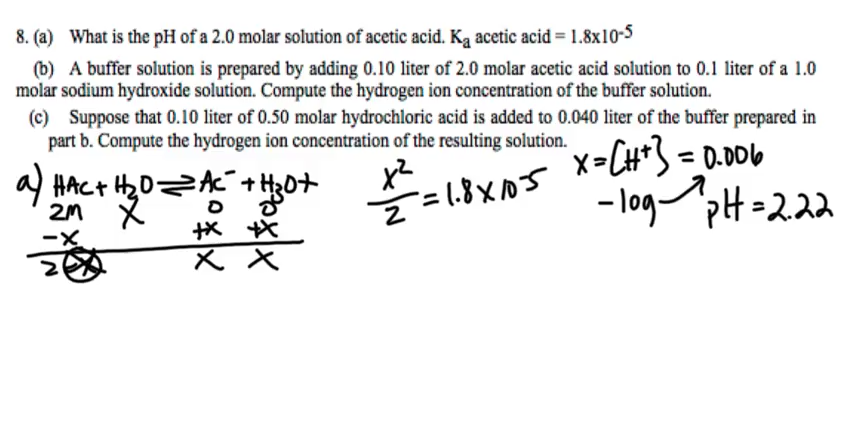 8. (a) What is the pH of a 2.0 molar solution of acetic acid. Ka acetic acid = 1.8x10-5
(b) A buffer solution is prepared by adding 0.10 liter of 2.0 molar acetic acid solution to 0.1 liter of a 1.0
molar sodium hydroxide solution. Compute the hydrogen ion concentration of the buffer solution.
(c) Suppose that 0.10 liter of 0.50 molar hydrochloric acid is added to 0.040 liter of the buffer prepared in
part b. Compute the hydrogen ion concentration of the resulting solution.
a) HAc + H2O ⇌ Ac⁻ + H3O+
2M X 0 0
-x +x +x
2-x x x
x²/2 = 1.8 x 10-5
x = [H+] = 0.006
-log → pH = 2.22